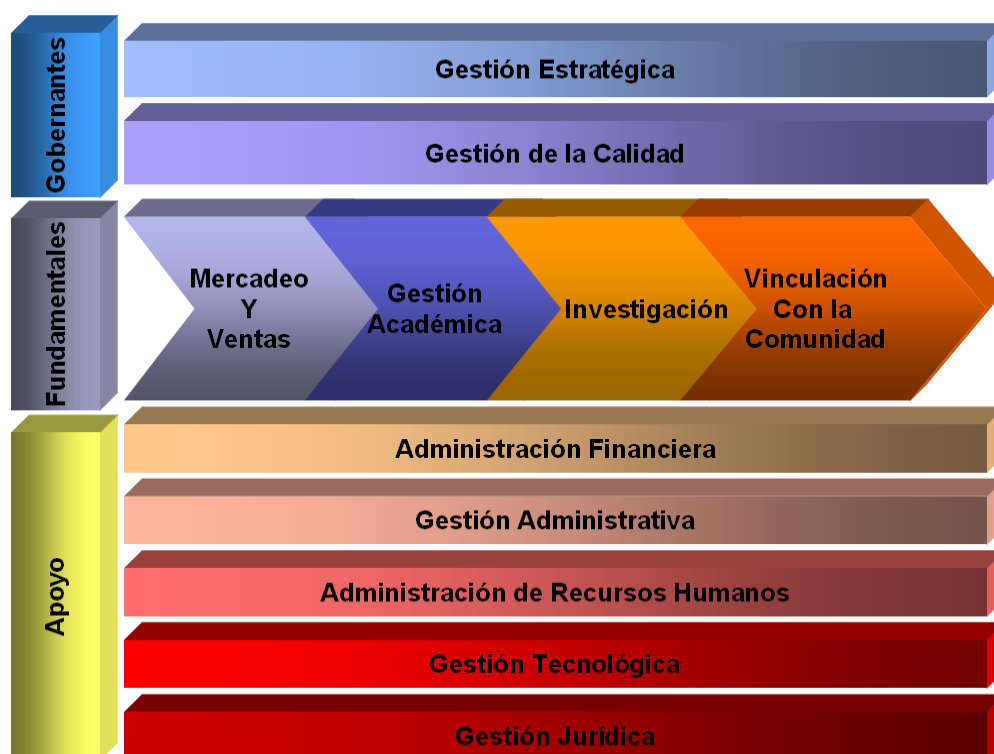 Gobernantes
Gestión Estratégica
Gestión de la Calidad
Fundamentales
Mercadeo
Y
Ventas
Gestión
Académica
Investigación
Vinculación
Con la
Comunidad
Apoyo
Administración Financiera
Gestión Administrativa
Administración de Recursos Humanos
Gestión Tecnológica
Gestión Jurídica